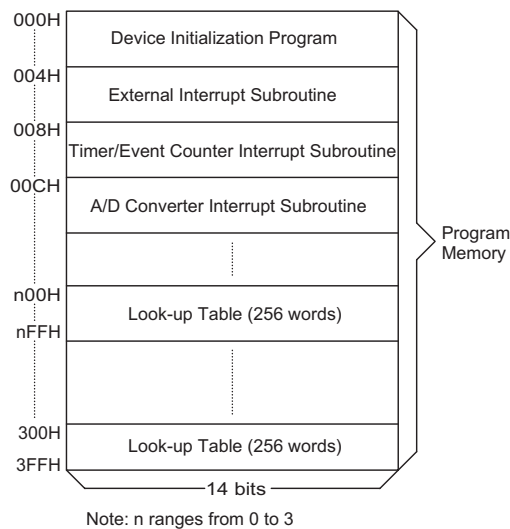 000H
Device Initialization Program
004H
External Interrupt Subroutine
008H
Timer/Event Counter Interrupt Subroutine
00CH
A/D Converter Interrupt Subroutine
Program
Memory
n00H
Look-up Table (256 words)
nFFH
300H
Look-up Table (256 words)
3FFH
14 bits
Note: n ranges from 0 to 3